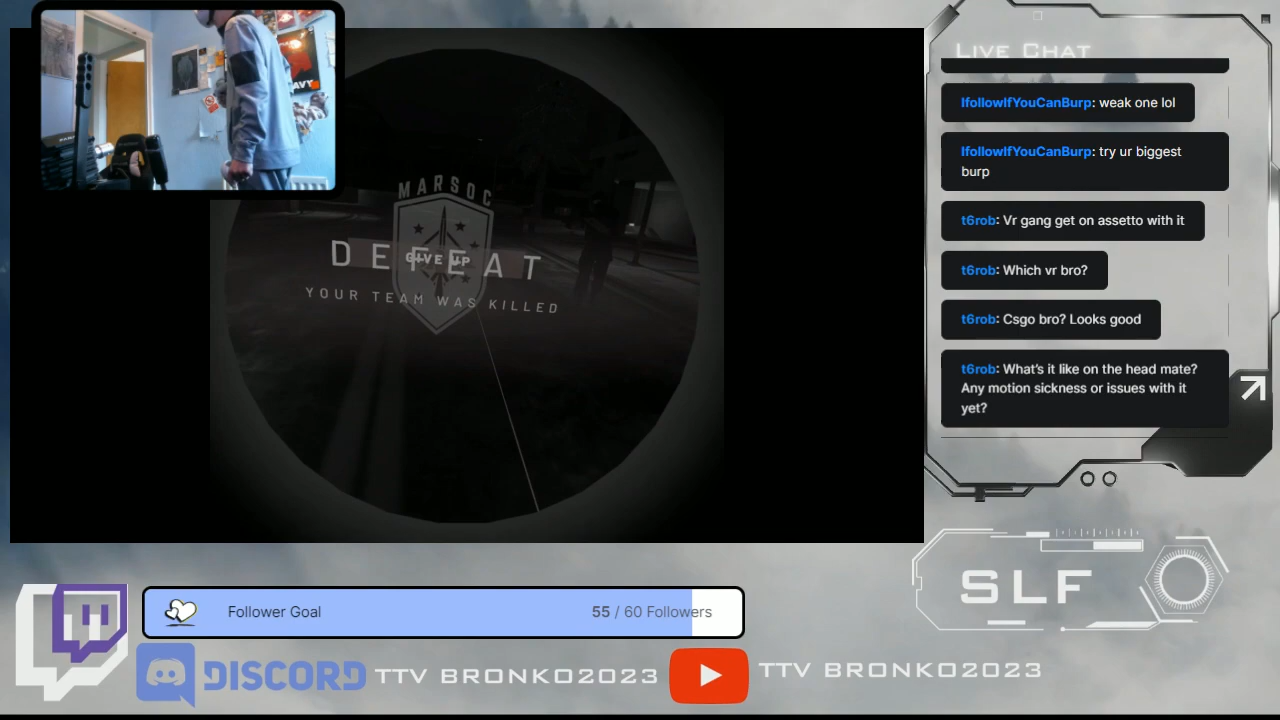 LIVE CHAT
IfollowIfYouCanBurp: weak one lol
IfollowIfYouCanBurp: try ur biggest
burp
t6rob: Vr gang get on assetto with it
t6rob: Which vr bro?
t6rob: Csgo bro? Looks good
t6rob: What's it like on the head mate?
Any motion sickness or issues with it
yet?
MARSOC
DEFEAT
GIVE UP
YOUR TEAM WAS KILLED
SLF
Follower Goal
55 / 60 Followers
DISCORD TTV BRONKO2023
TTV BRONKO2023